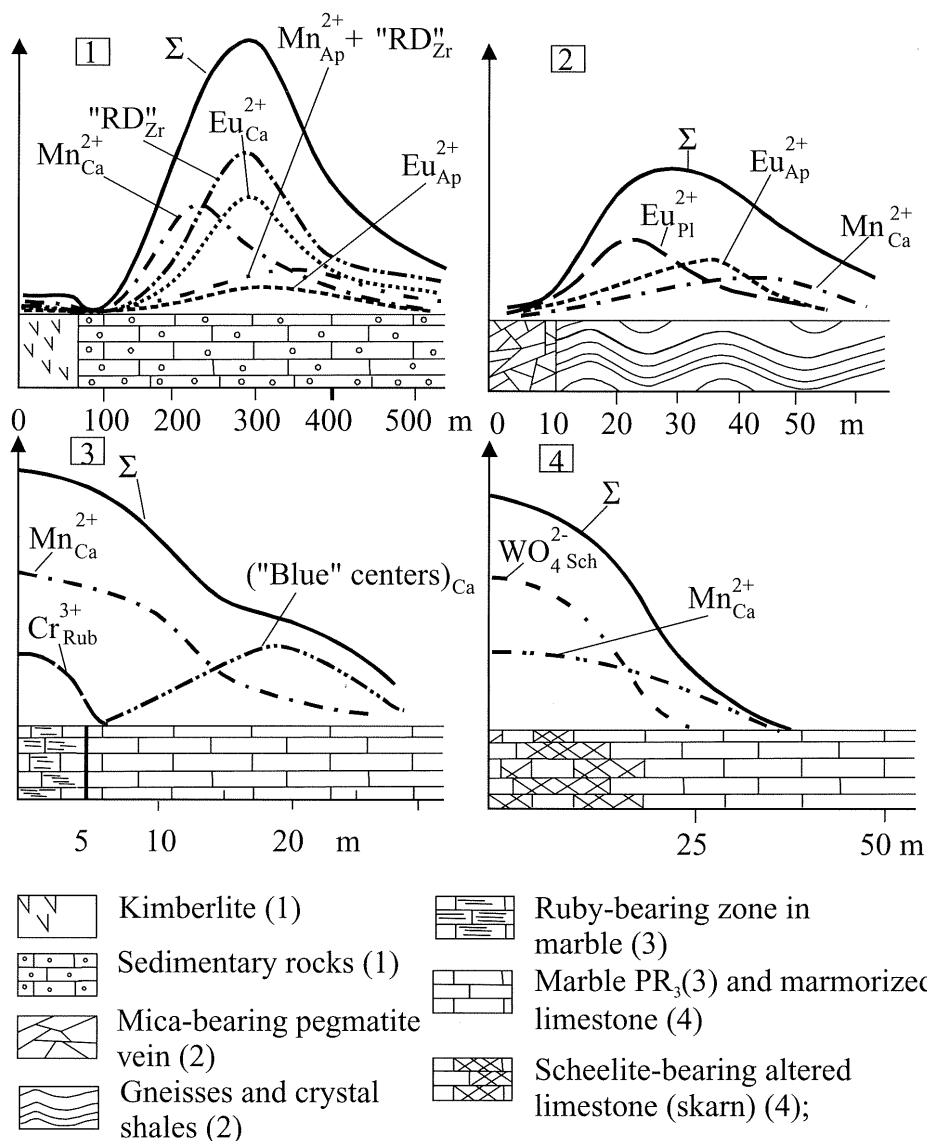 1
Σ
Mn²⁺Ap + "RD"Zr
"RD"Zr
Eu²⁺Ca
Mn²⁺Ca
Eu²⁺Ap
0 100 200 300 400 500 m
2
Σ
Eu²⁺Ap
Eu²⁺Pl
Mn²⁺Ca
0 10 20 30 40 50 m
3
Σ
Mn²⁺Ca
("Blue" centers)Ca
Cr³⁺Rub
5 10 20 m
4
Σ
WO₄²⁻Sch
Mn²⁺Ca
25 50 m
Kimberlite (1)
Sedimentary rocks (1)
Mica-bearing pegmatite
vein (2)
Gneisses and crystal
shales (2)
Ruby-bearing zone in
marble (3)
Marble PR₃(3) and marmorized
limestone (4)
Scheelite-bearing altered
limestone (skarn) (4);